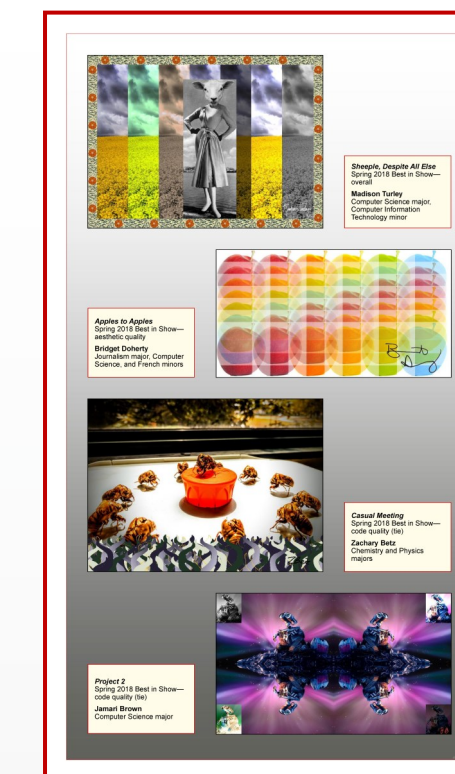 Sheeple, Despite All Else
Spring 2018 Best in Show—
overall
Madison Turley
Computer Science major,
Computer Information
Technology minor
Apples to Apples
Spring 2018 Best in Show—
aesthetic quality
Bridget Doherty
Journalism major, Computer
Science, and French minors
Casual Meeting
Spring 2018 Best in Show—
code quality (tie)
Zachary Betz
Chemistry and Physics
majors
Project 2
Spring 2018 Best in Show—
code quality (tie)
Jamari Brown
Computer Science major